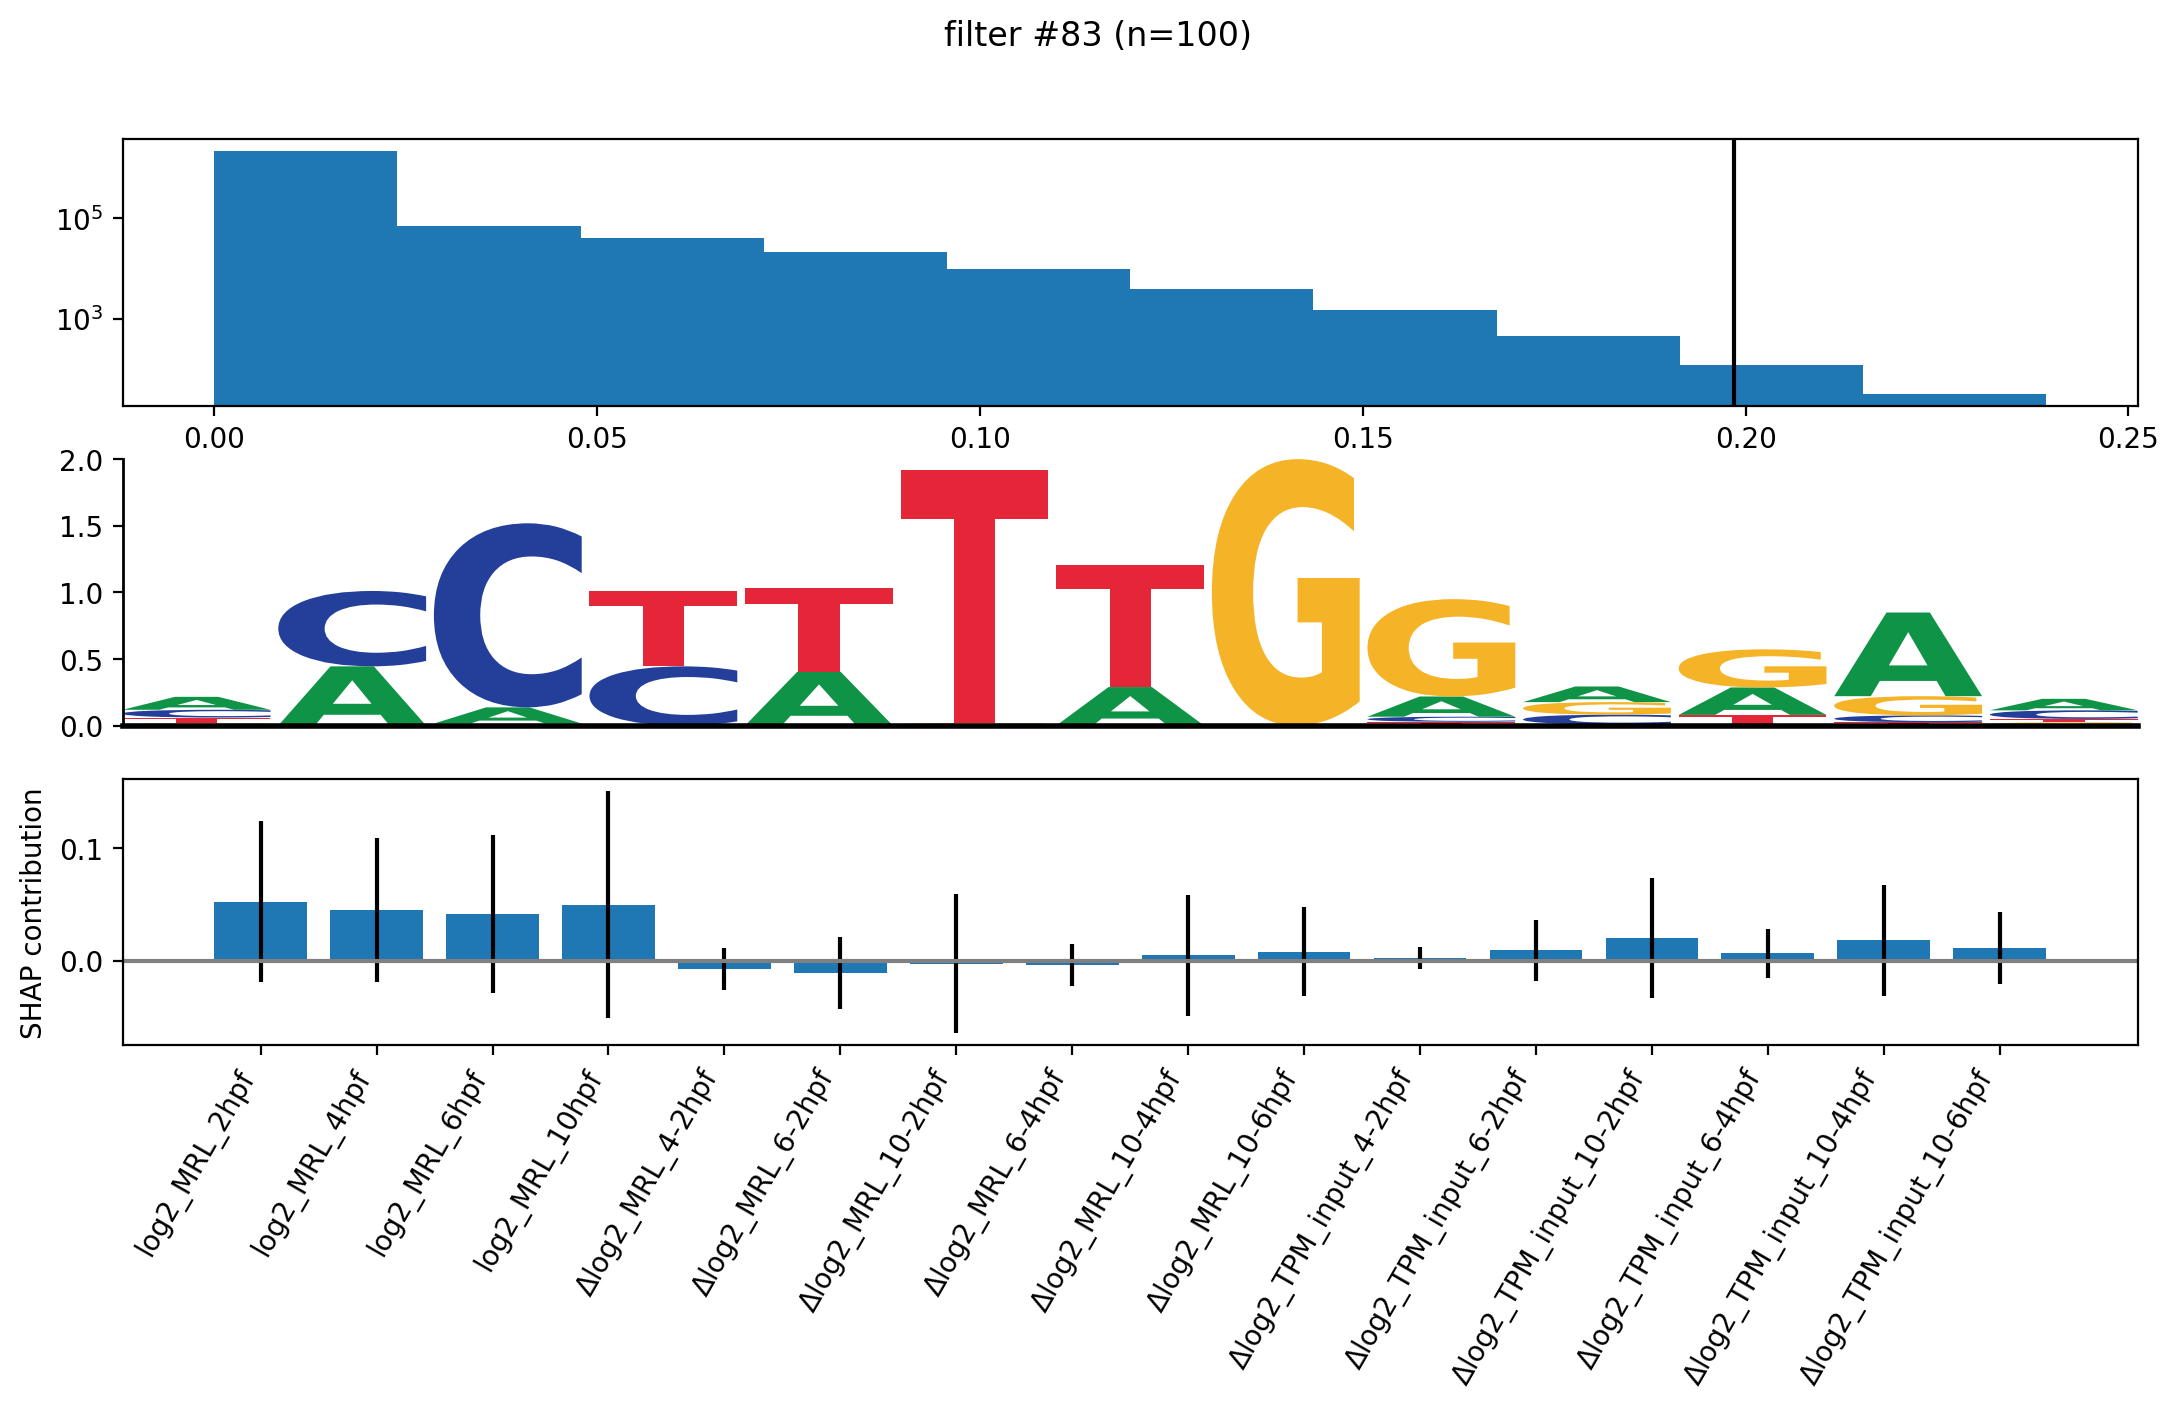 filter #83 (n=100)
10^5
10^3
0.00 0.05 0.10 0.15 0.20 0.25
2.0
1.5
1.0
0.5
0.0
A C T
C A
C A
T C
T A
T
T A
G
G A C T
A G C
G A T
A G C T
A C T G
SHAP contribution
0.1
0.0
log2_MRL_2hpf
log2_MRL_4hpf
log2_MRL_6hpf
log2_MRL_10hpf
Δlog2_MRL_4-2hpf
Δlog2_MRL_6-2hpf
Δlog2_MRL_10-2hpf
Δlog2_MRL_6-4hpf
Δlog2_MRL_10-4hpf
Δlog2_MRL_10-6hpf
Δlog2_TPM_input_4-2hpf
Δlog2_TPM_input_6-2hpf
Δlog2_TPM_input_10-2hpf
Δlog2_TPM_input_6-4hpf
Δlog2_TPM_input_10-4hpf
Δlog2_TPM_input_10-6hpf